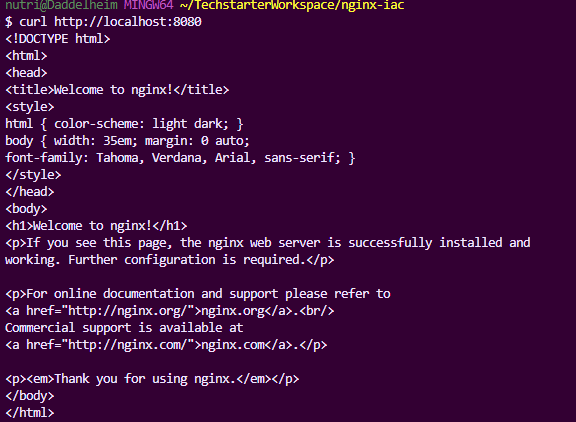 nutri@Daddelheim MINGW64 ~/TechstarterWorkspace/nginx-iac
$ curl http://localhost:8080
<!DOCTYPE html>
<html>
<head>
<title>Welcome to nginx!</title>
<style>
html { color-scheme: light dark; }
body { width: 35em; margin: 0 auto;
font-family: Tahoma, Verdana, Arial, sans-serif; }
</style>
</head>
<body>
<h1>Welcome to nginx!</h1>
<p>If you see this page, the nginx web server is successfully installed and
working. Further configuration is required.</p>

<p>For online documentation and support please refer to
<a href="http://nginx.org/">nginx.org</a>.<br/>
Commercial support is available at
<a href="http://nginx.com/">nginx.com</a>.</p>

<p><em>Thank you for using nginx.</em></p>
</body>
</html>